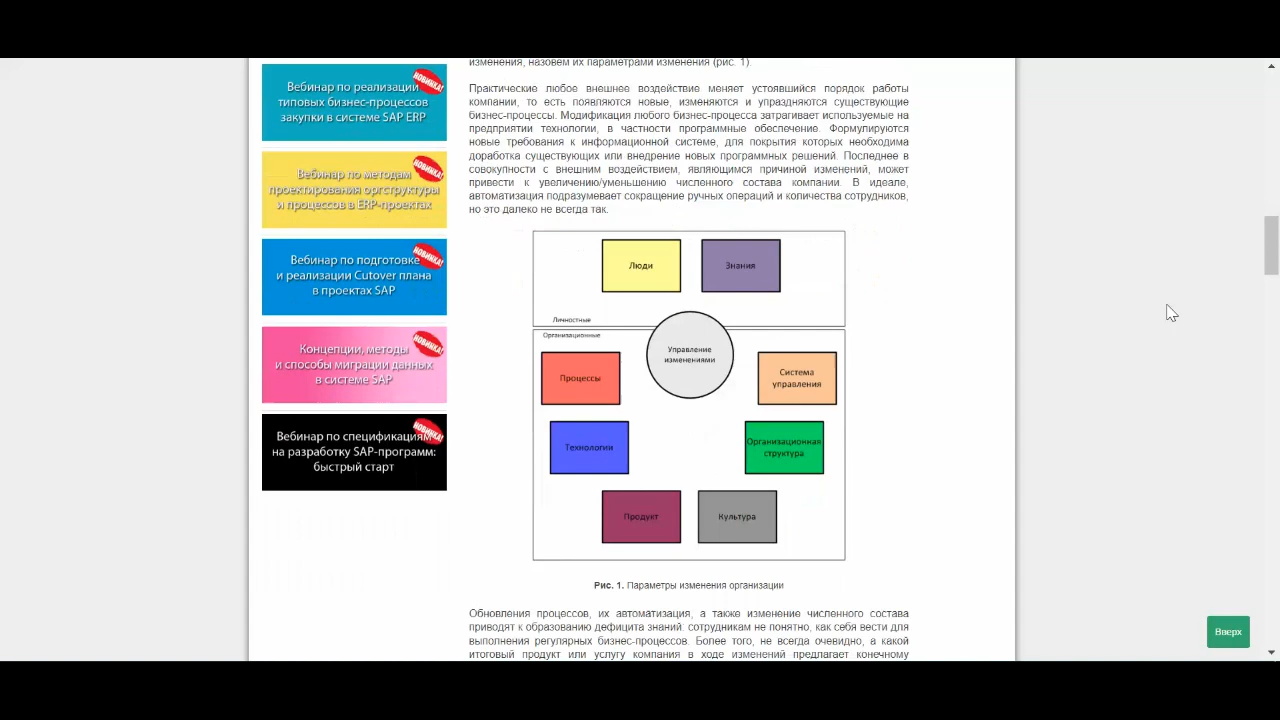 Вебинар по реализации
типовых бизнес-процессов
закупки в системе SAP ERP
НОВИНКА!
Вебинар по методам
проектирования оргструктуры
и процессов в ERP-проектах
НОВИНКА!
Вебинар по подготовке
и реализации Cutover плана
в проектах SAP
НОВИНКА!
Концепции, методы
и способы миграции данных
в системе SAP
НОВИНКА!
Вебинар по спецификациям
на разработку SAP-программ:
быстрый старт
НОВИНКА!
изменения, назовем их параметрами изменения (рис. 1).
Практические любое внешнее воздействие меняет устоявшийся порядок работы
компании, то есть появляются новые, изменяются и упраздняются существующие
бизнес-процессы. Модификация любого бизнес-процесса затрагивает используемые на
предприятии технологии, в частности программные обеспечение. Формулируются
новые требования к информационной системе, для покрытия которых необходима
доработка существующих или внедрение новых программных решений. Последнее в
совокупности с внешним воздействием, являющимся причиной изменений, может
привести к увеличению/уменьшению численного состава компании. В идеале,
автоматизация подразумевает сокращение ручных операций и количества сотрудников,
но это далеко не всегда так.
Люди
Знания
Личностные
Организационные
Управление
изменениями
Процессы
Система
управления
Технологии
Организационная
структура
Продукт
Культура
Рис. 1. Параметры изменения организации
Обновления процессов, их автоматизация, а также изменение численного состава
приводят к образованию дефицита знаний: сотрудникам не понятно, как себя вести для
выполнения регулярных бизнес-процессов. Более того, не всегда очевидно, а какой
итоговый продукт или услугу компания в ходе изменений предлагает конечному
Вверх